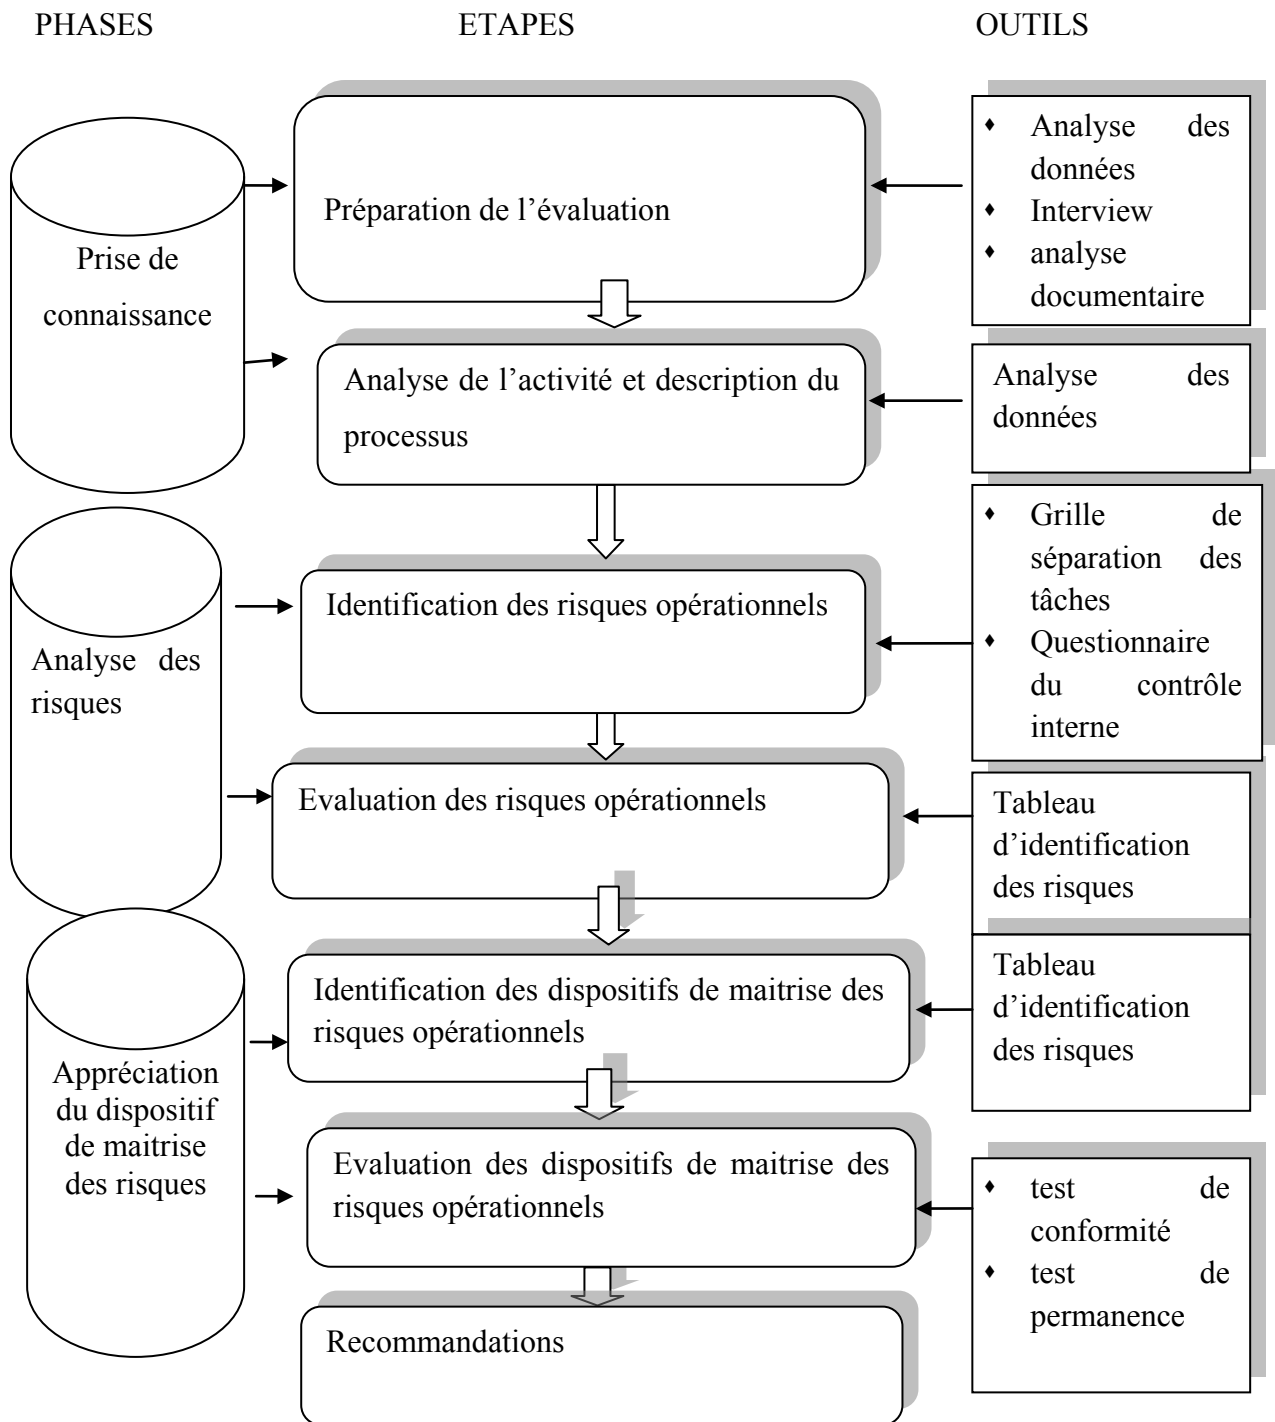 PHASES ETAPES OUTILS
Prise de
connaissance
Préparation de l’évaluation
♦ Analyse des
données
♦ Interview
♦ analyse
documentaire
Analyse de l’activité et description du
processus
Analyse des
données
Analyse des
risques
Identification des risques opérationnels
♦ Grille de
séparation des
tâches
♦ Questionnaire
du contrôle
interne
Evaluation des risques opérationnels
Tableau
d’identification
des risques
Appréciation
du dispositif
de maitrise
des risques
Identification des dispositifs de maitrise des
risques opérationnels
Tableau
d’identification
des risques
Evaluation des dispositifs de maitrise des
risques opérationnels
♦ test de
conformité
♦ test de
permanence
Recommandations